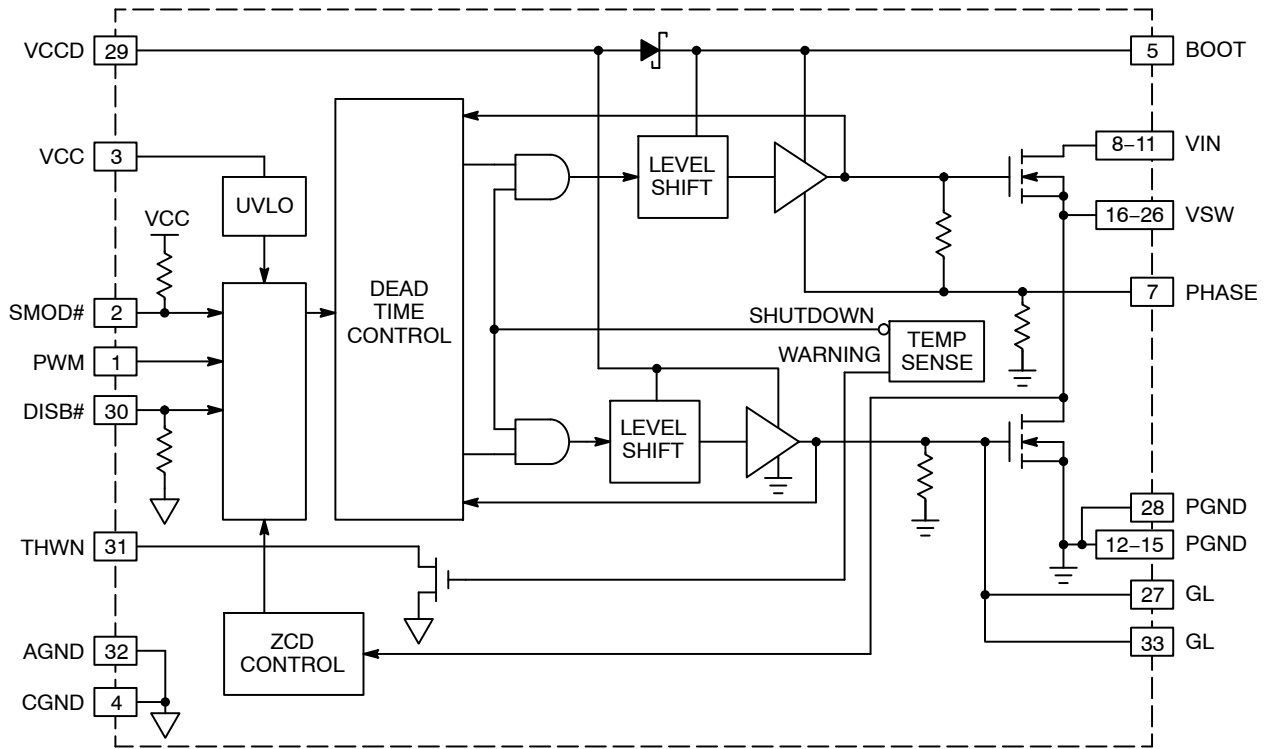 VCCD 29
5 BOOT
VCC 3
UVLO
VCC
SMOD# 2
PWM 1
DISB# 30
THWN 31
AGND 32
CGND 4
DEAD
TIME
CONTROL
ZCD
CONTROL
LEVEL
SHIFT
SHUTDOWN
WARNING
TEMP
SENSE
LEVEL
SHIFT
8–11 VIN
16–26 VSW
7 PHASE
28 PGND
12–15 PGND
27 GL
33 GL